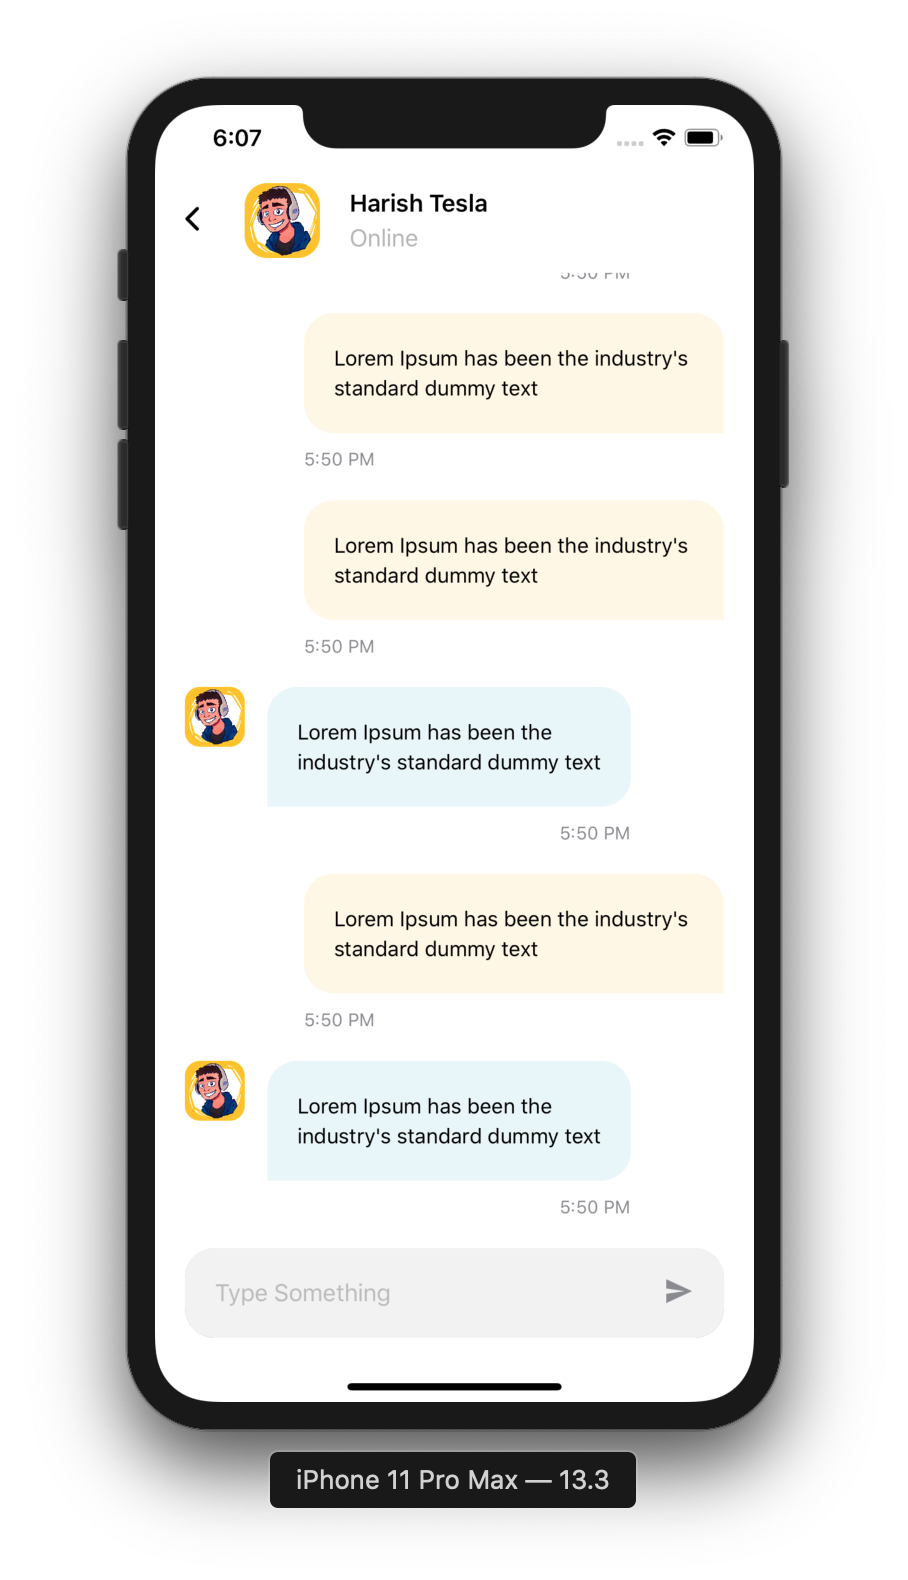 6:07
Harish Tesla
Online
5:50 PM
Lorem Ipsum has been the industry's
standard dummy text
5:50 PM
Lorem Ipsum has been the industry's
standard dummy text
5:50 PM
Lorem Ipsum has been the
industry's standard dummy text
5:50 PM
Lorem Ipsum has been the industry's
standard dummy text
5:50 PM
Lorem Ipsum has been the
industry's standard dummy text
5:50 PM
Type Something
iPhone 11 Pro Max — 13.3